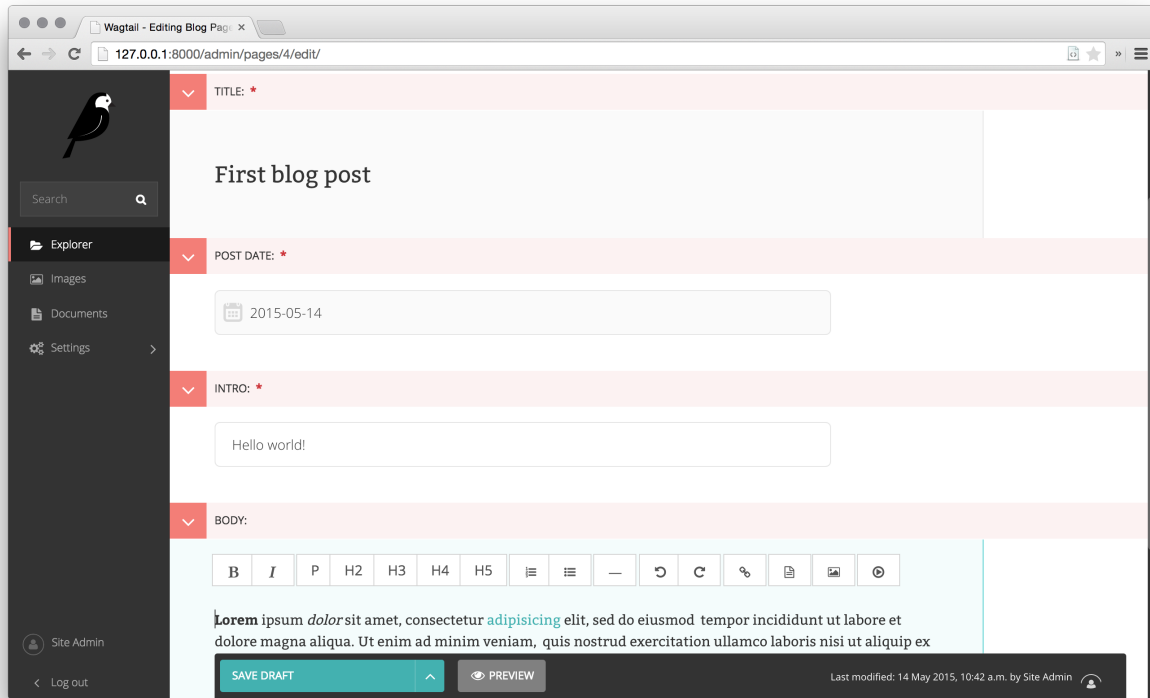 Wagtail - Editing Blog Page
127.0.0.1:8000/admin/pages/4/edit/
TITLE: *
First blog post
Search
Explorer
POST DATE: *
Images
2015-05-14
Documents
Settings
INTRO: *
Hello world!
BODY:
B I P H2 H3 H4 H5
Lorem ipsum dolor sit amet, consectetur adipisicing elit, sed do eiusmod tempor incididunt ut labore et
dolore magna aliqua. Ut enim ad minim veniam, quis nostrud exercitation ullamco laboris nisi ut aliquip ex
Site Admin
SAVE DRAFT
PREVIEW
Last modified: 14 May 2015, 10:42 a.m. by Site Admin
Log out